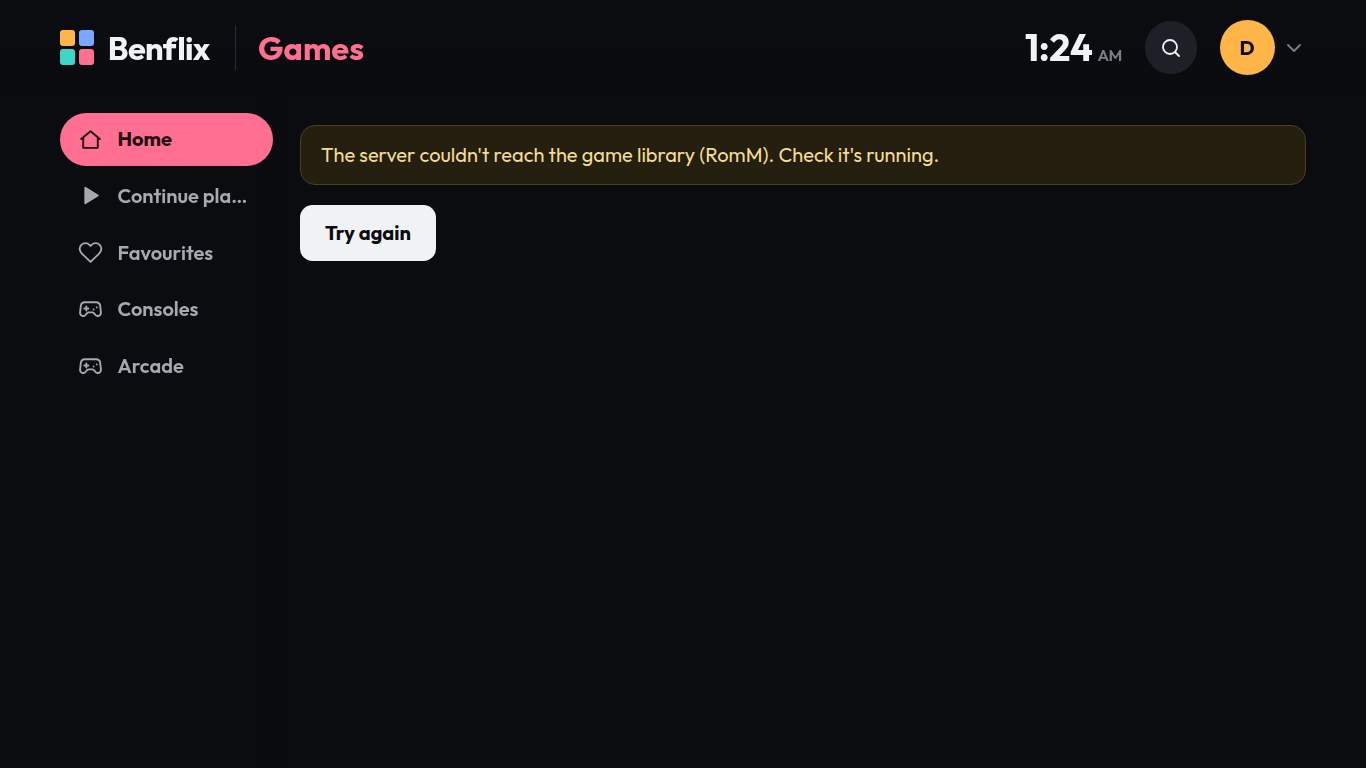 Benflix
Games
1:24 AM
D
Home
Continue pla...
Favourites
Consoles
Arcade
The server couldn't reach the game library (RomM). Check it's running.
Try again